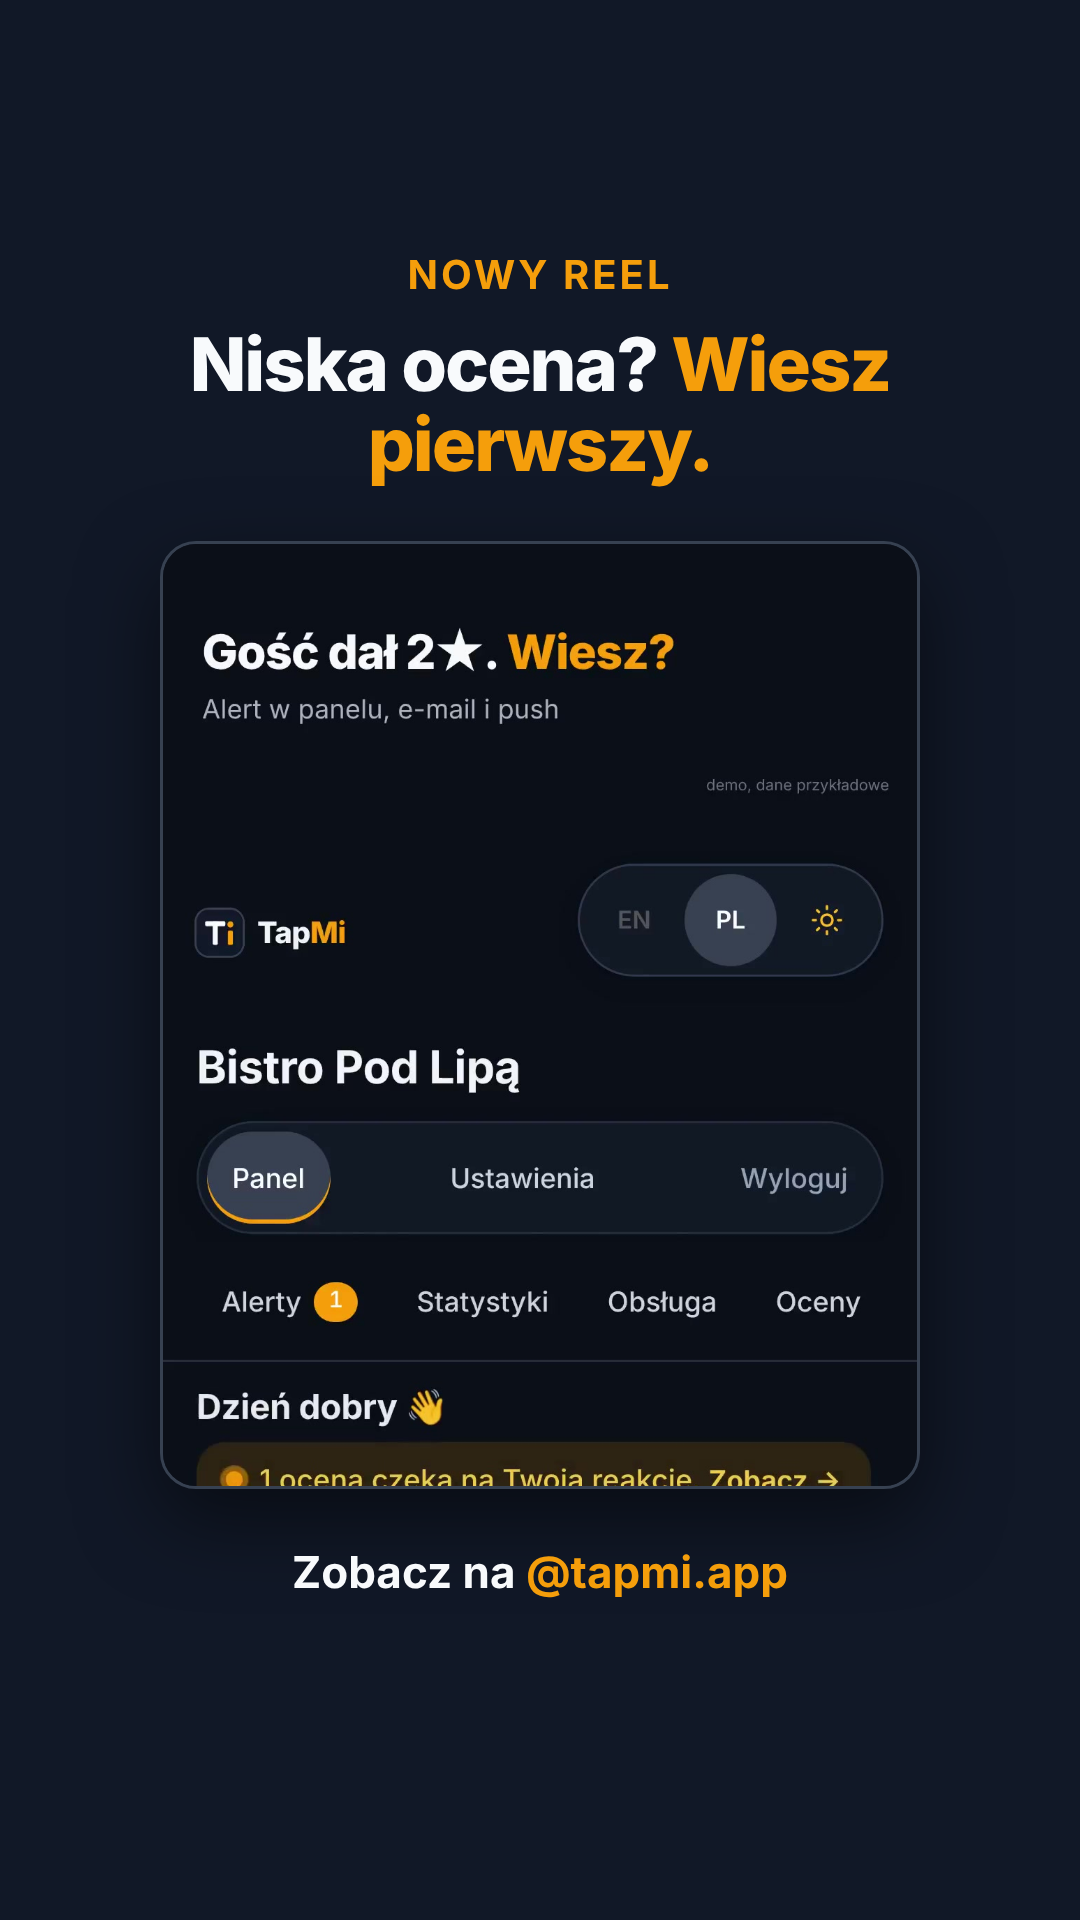 NOWY REEL
Niska ocena? Wiesz
pierwszy.
Gość dał 2★. Wiesz?
Alert w panelu, e-mail i push
demo, dane przykładowe
Ti TapMi
EN PL
Bistro Pod Lipą
Panel Ustawienia Wyloguj
Alerty 1 Statystyki Obsługa Oceny
Dzień dobry 👋
1 ocena czeka na Twoją reakcję Zobacz →
Zobacz na @tapmi.app